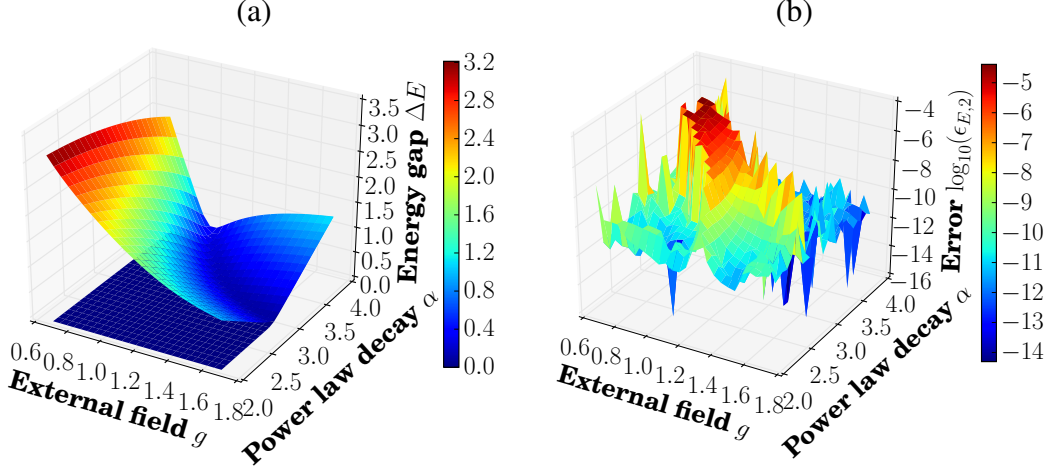 (a)
3.2
2.8
2.4
2.0
1.6
1.2
0.8
0.4
0.0
Energy gap ΔE
3.5
3.0
2.5
2.0
1.5
1.0
0.5
0.0
0.6 0.8 1.0 1.2 1.4 1.6 1.8
External field g
2.0 2.5 3.0 3.5 4.0
Power law decay α
(b)
−5
−6
−7
−8
−9
−10
−11
−12
−13
−14
Error log₁₀(ϵ_{E,2})
−4
−6
−8
−10
−12
−14
−16
0.6 0.8 1.0 1.2 1.4 1.6 1.8
External field g
2.0 2.5 3.0 3.5 4.0
Power law decay α